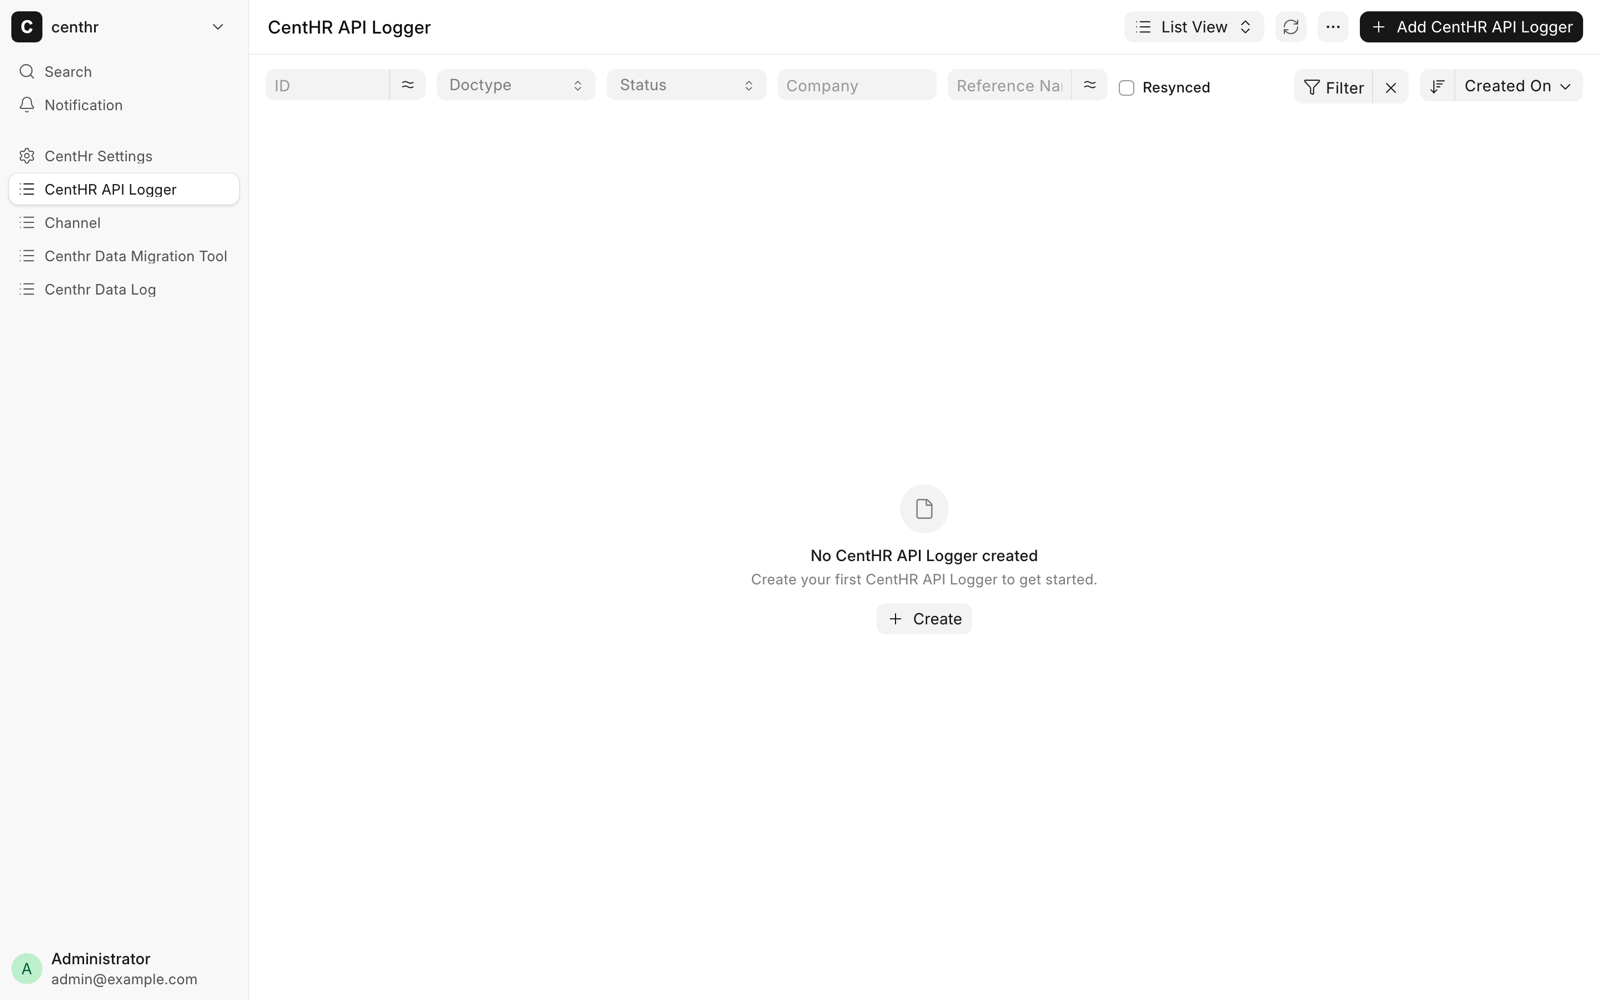 C centhr
Search
Notification
CentHr Settings
CentHR API Logger
Channel
Centhr Data Migration Tool
Centhr Data Log
A Administrator
admin@example.com
CentHR API Logger
List View
Add CentHR API Logger
ID
Doctype
Status
Company
Reference Na
Resynced
Filter
Created On
No CentHR API Logger created
Create your first CentHR API Logger to get started.
Create